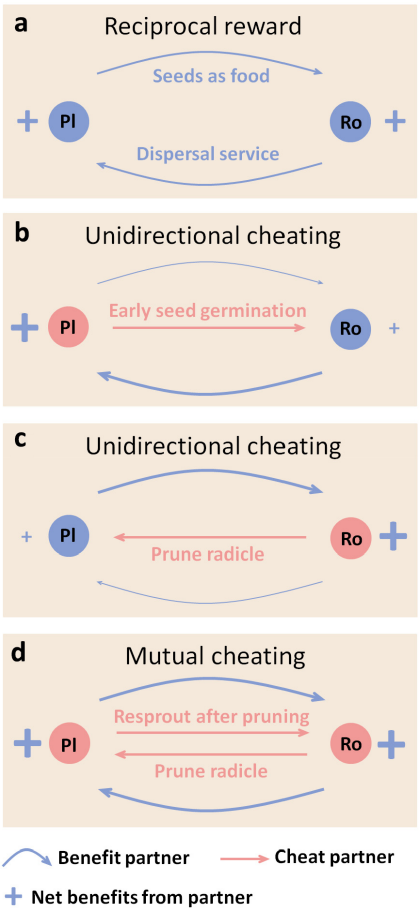 a Reciprocal reward
Seeds as food
+ Pl Ro +
Dispersal service
b Unidirectional cheating
Early seed germination
+ Pl Ro +
c Unidirectional cheating
+ Pl Ro +
Prune radicle
d Mutual cheating
Resprout after pruning
+ Pl Ro +
Prune radicle
Benefit partner Cheat partner
+ Net benefits from partner